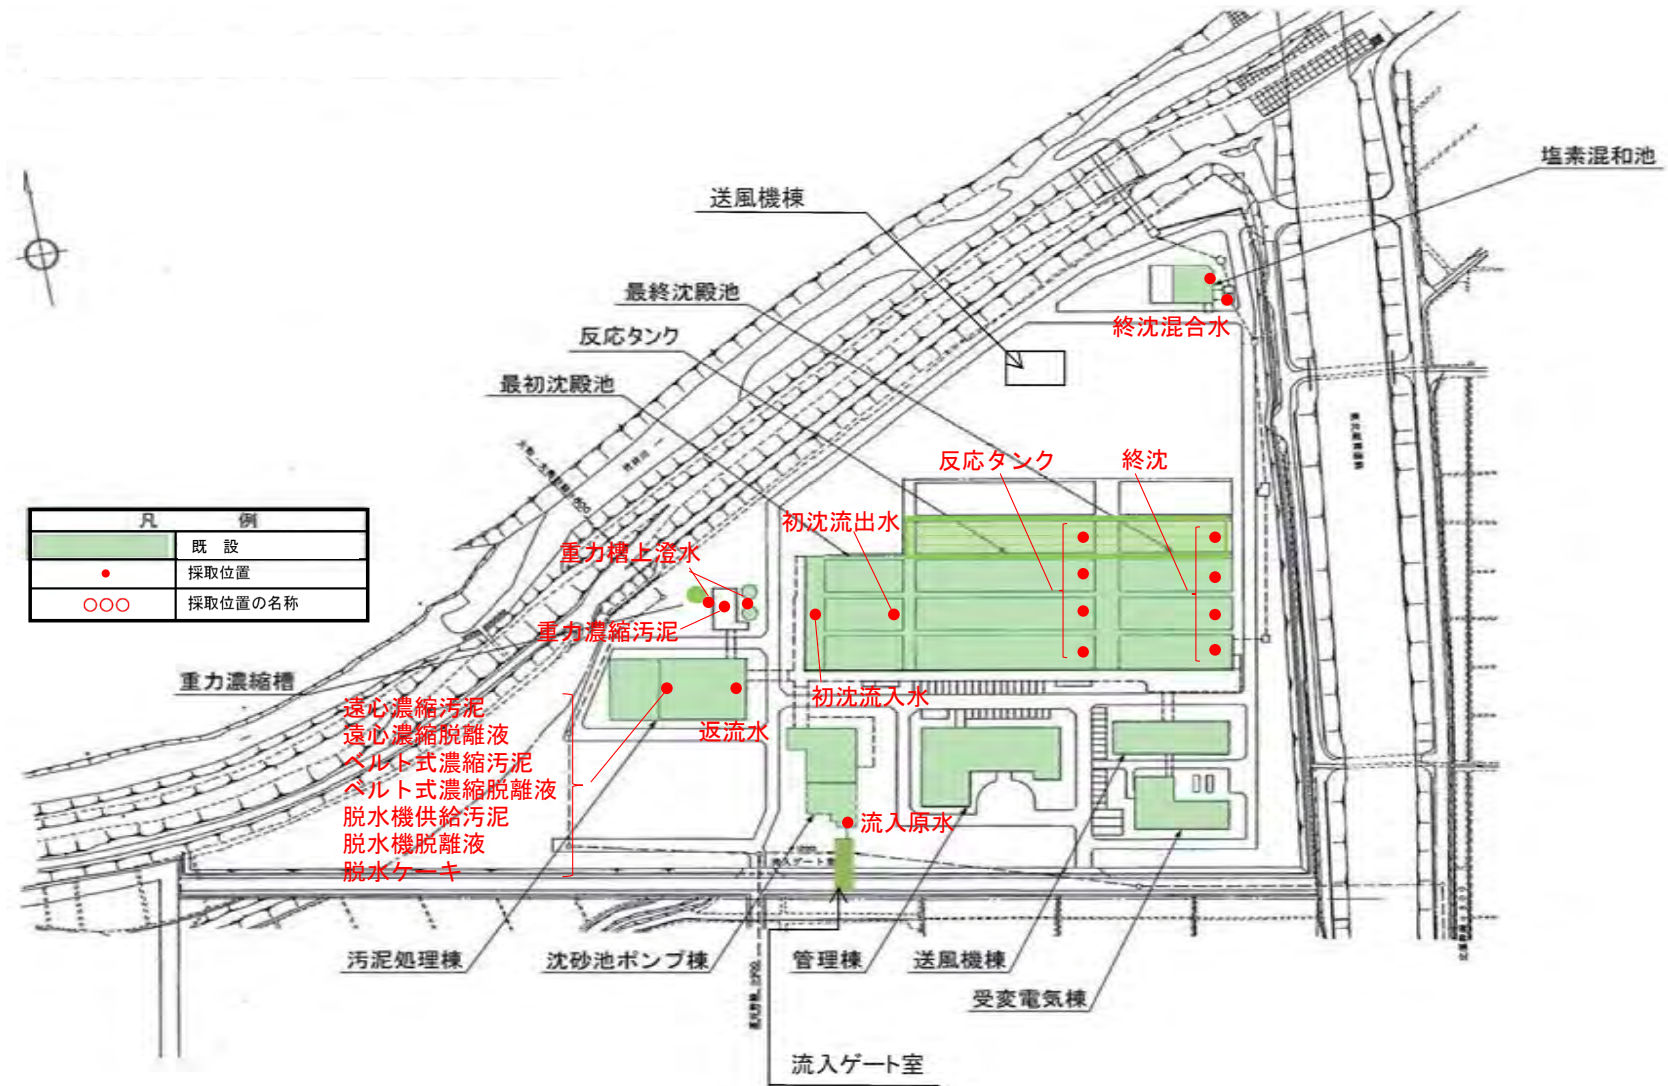 塩素混和池
送風機棟
最終沈殿池
反応タンク
最初沈殿池
終沈混合水
反応タンク
終沈
初沈流出水
重力槽上澄水
重力濃縮汚泥
凡 例
既 設
採取位置
○○○ 採取位置の名称
重力濃縮槽
初沈流入水
返流水
遠心濃縮汚泥
遠心濃縮脱離液
ベルト式濃縮汚泥
ベルト式濃縮脱離液
脱水機供給汚泥
脱水機脱離液
脱水ケーキ
流入原水
流入ゲート室
汚泥処理棟
沈砂池ポンプ棟
管理棟
送風機棟
受変電気棟
流入ゲート室